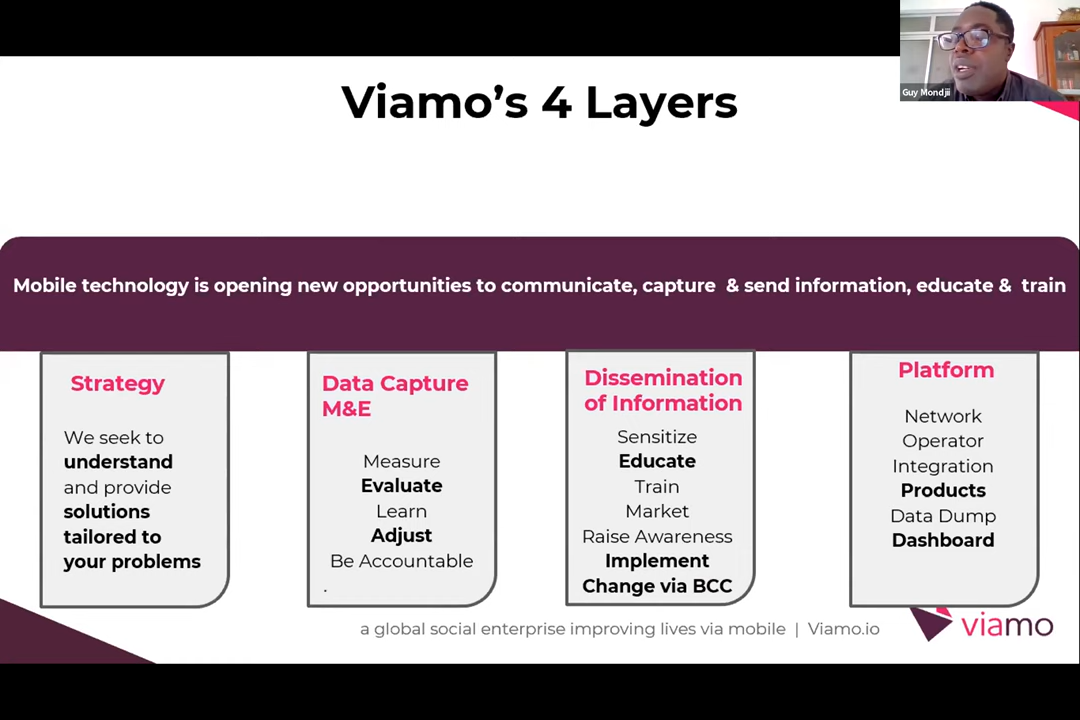 Guy Mondjii
Viamo's 4 Layers
Mobile technology is opening new opportunities to communicate, capture & send information, educate & train
Strategy
We seek to
understand
and provide
solutions
tailored to
your problems
Data Capture
M&E
Measure
Evaluate
Learn
Adjust
Be Accountable
.
Dissemination
of Information
Sensitize
Educate
Train
Market
Raise Awareness
Implement
Change via BCC
Platform
Network
Operator
Integration
Products
Data Dump
Dashboard
a global social enterprise improving lives via mobile | Viamo.io
viamo